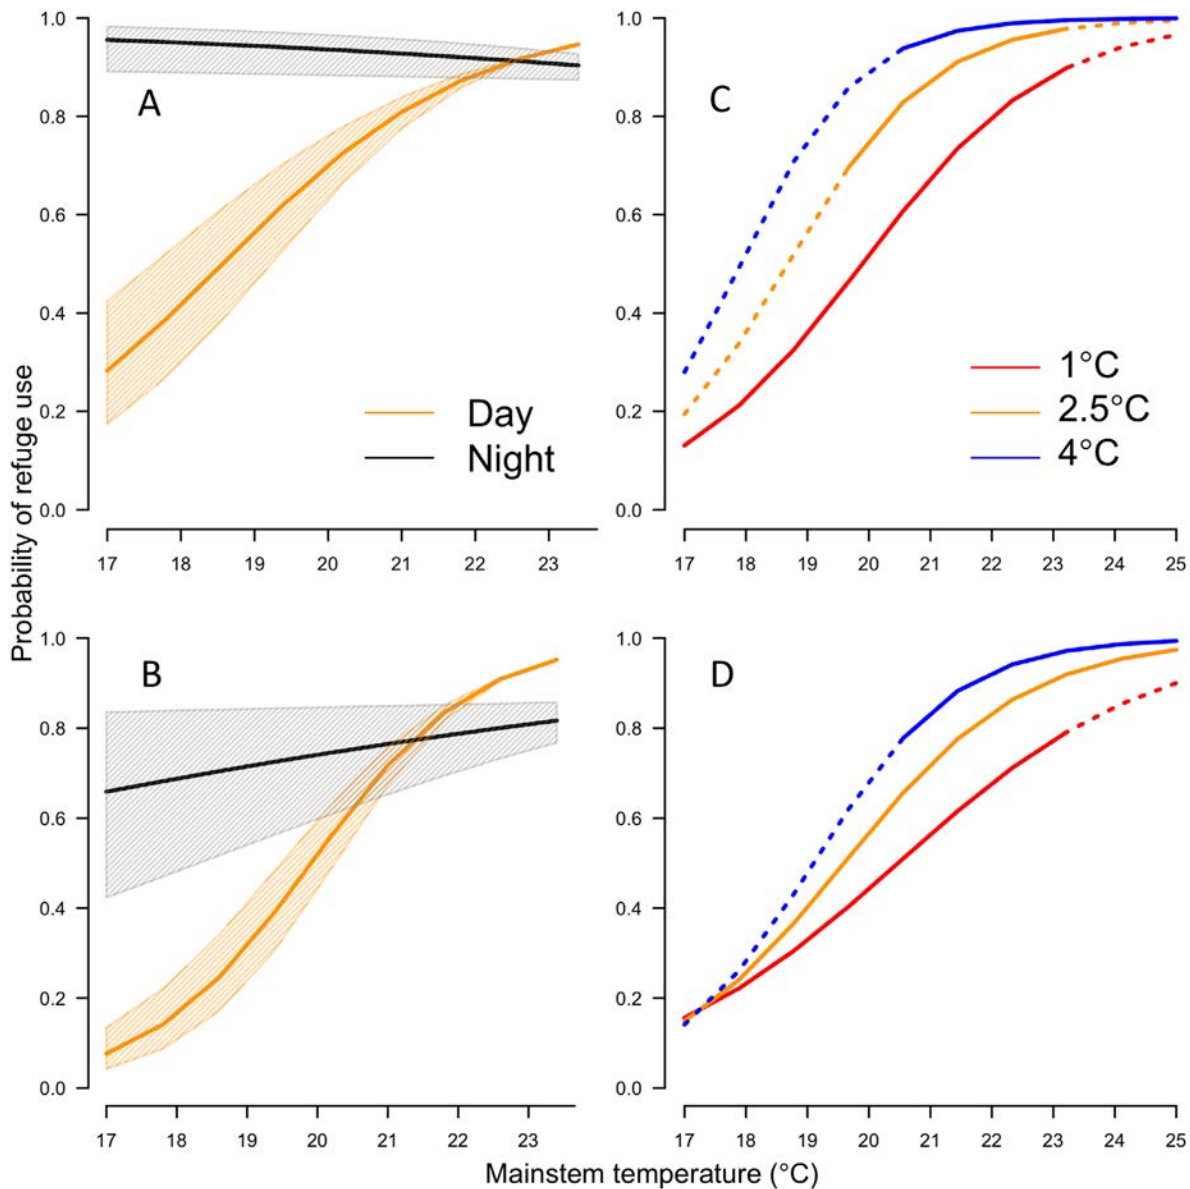 Probability of refuge use
1.0
0.8
0.6
0.4
0.2
0.0
A
Day
Night
17 18 19 20 21 22 23
1.0
0.8
0.6
0.4
0.2
0.0
C
1°C
2.5°C
4°C
17 18 19 20 21 22 23 24 25
1.0
0.8
0.6
0.4
0.2
0.0
B
17 18 19 20 21 22 23
1.0
0.8
0.6
0.4
0.2
0.0
D
17 18 19 20 21 22 23 24 25
Mainstem temperature (°C)